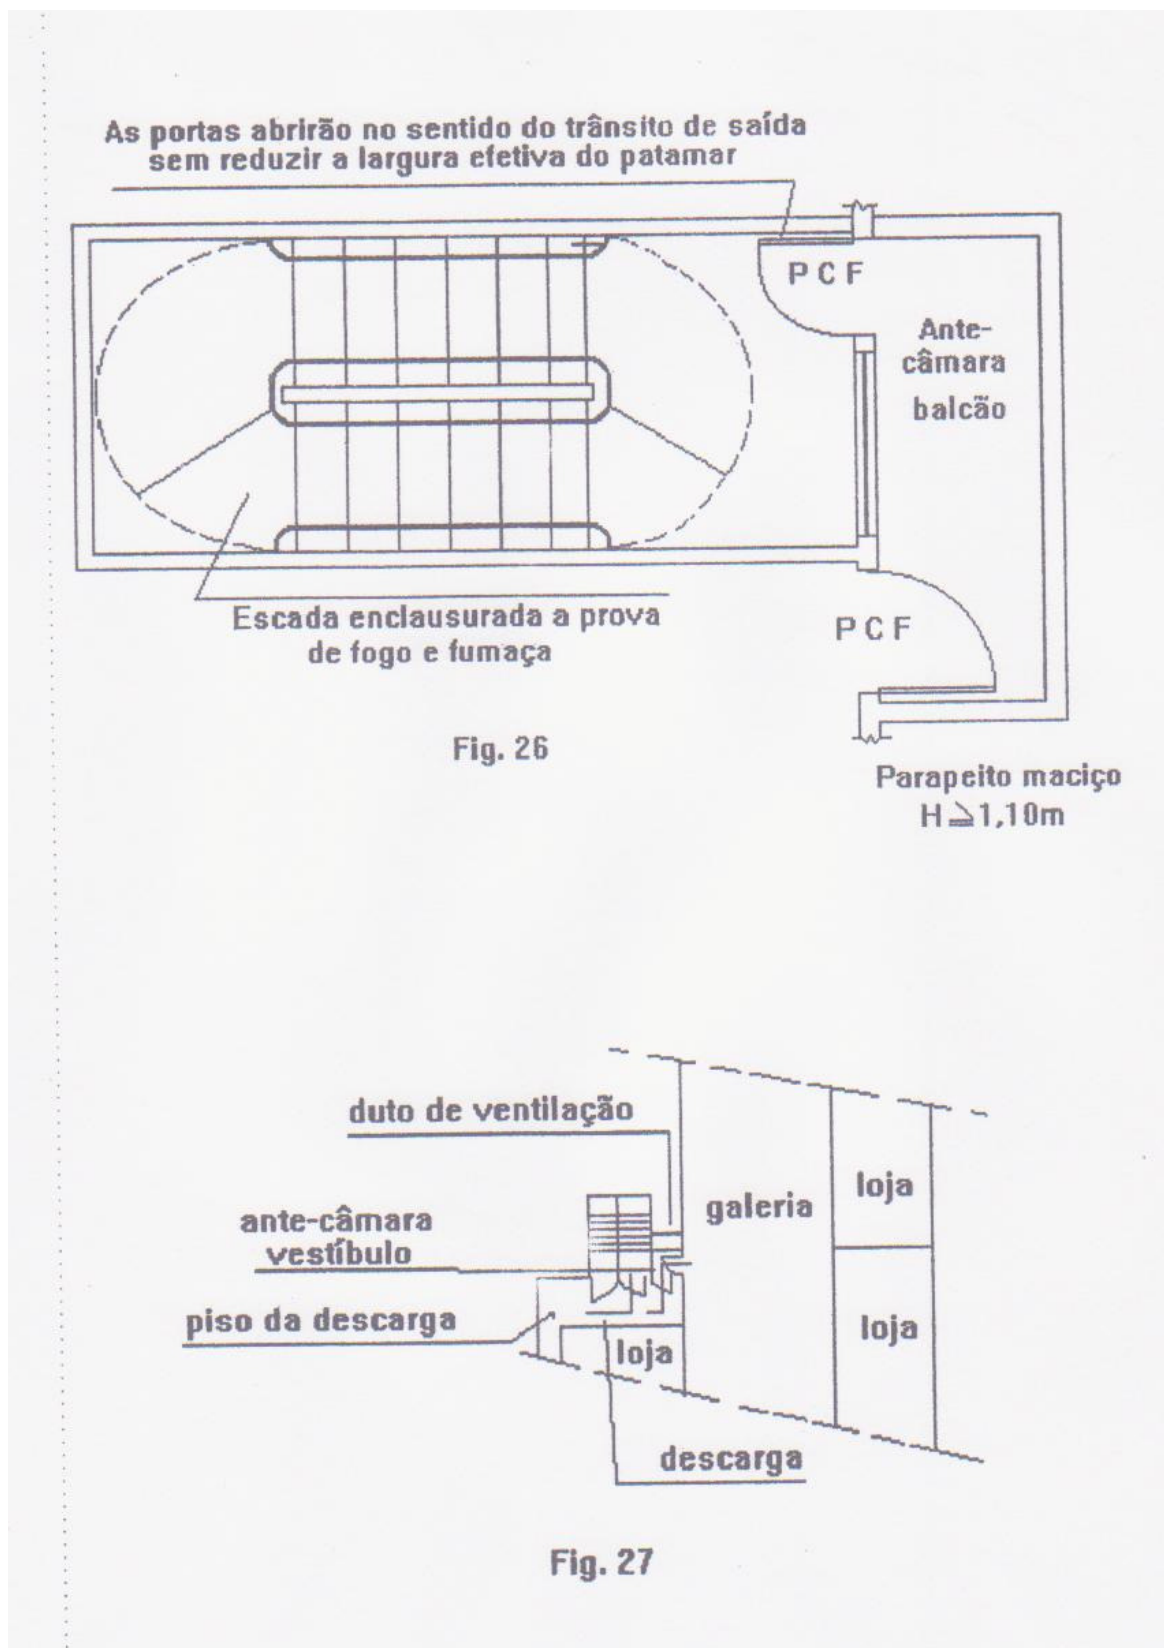 As portas abrirão no sentido do trânsito de saída
sem reduzir a largura efetiva do patamar
P C F
Ante-
câmara
balcão
Escada enclausurada a prova
de fogo e fumaça
P C F
Fig. 26
Parapeito maciço
H ≥ 1,10m
duto de ventilação
loja
galeria
ante-câmara
vestíbulo
piso da descarga
loja
loja
descarga
Fig. 27